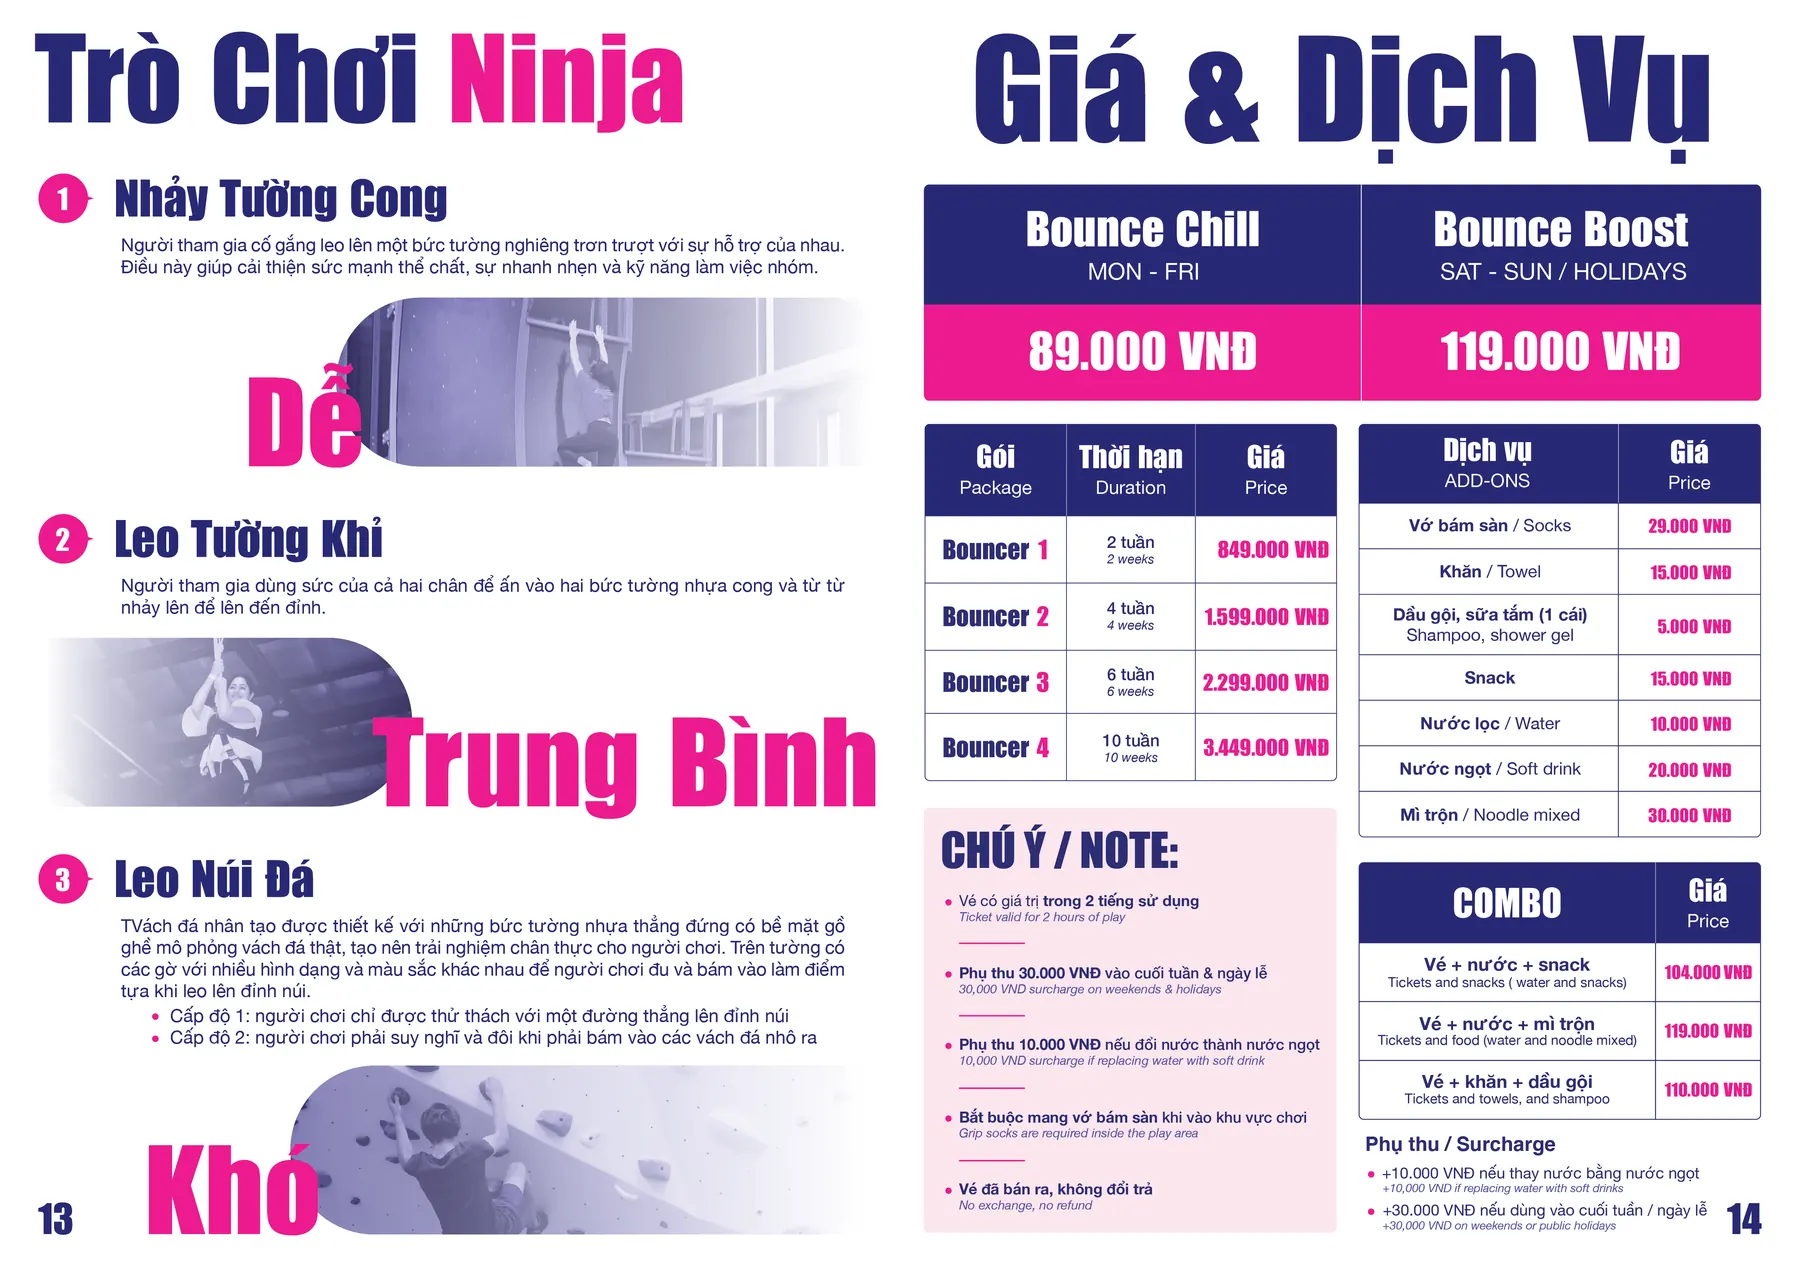 Trò Chơi Ninja
1
Nhảy Tường Cong
Người tham gia cố gắng leo lên một bức tường nghiêng trơn trượt với sự hỗ trợ của nhau.
Điều này giúp cải thiện sức mạnh thể chất, sự nhanh nhẹn và kỹ năng làm việc nhóm.
Dễ
2
Leo Tường Khỉ
Người tham gia dùng sức của cả hai chân để ấn vào hai bức tường nhựa cong và từ từ
nhảy lên để lên đến đỉnh.
Trung Bình
3
Leo Núi Đá
TVách đá nhân tạo được thiết kế với những bức tường nhựa thẳng đứng có bề mặt gồ
ghề mô phỏng vách đá thật, tạo nên trải nghiệm chân thực cho người chơi. Trên tường có
các gờ với nhiều hình dạng và màu sắc khác nhau để người chơi đu và bám vào làm điểm
tựa khi leo lên đỉnh núi.
• Cấp độ 1: người chơi chỉ được thử thách với một đường thẳng lên đỉnh núi
• Cấp độ 2: người chơi phải suy nghĩ và đôi khi phải bám vào các vách đá nhô ra
Khó
13
Giá & Dịch Vụ
Bounce Chill
MON - FRI
89.000 VNĐ
Bounce Boost
SAT - SUN / HOLIDAYS
119.000 VNĐ
Gói Thời hạn Giá
Package Duration Price
Bouncer 1 2 tuần 849.000 VNĐ
2 weeks
Bouncer 2 4 tuần 1.599.000 VNĐ
4 weeks
Bouncer 3 6 tuần 2.299.000 VNĐ
6 weeks
Bouncer 4 10 tuần 3.449.000 VNĐ
10 weeks
CHÚ Ý / NOTE:
• Vé có giá trị trong 2 tiếng sử dụng
Ticket valid for 2 hours of play
• Phụ thu 30.000 VNĐ vào cuối tuần & ngày lễ
30,000 VND surcharge on weekends & holidays
• Phụ thu 10.000 VNĐ nếu đổi nước thành nước ngọt
10,000 VND surcharge if replacing water with soft drink
• Bắt buộc mang vớ bám sàn khi vào khu vực chơi
Grip socks are required inside the play area
• Vé đã bán ra, không đổi trả
No exchange, no refund
Dịch vụ Giá
ADD-ONS Price
Vớ bám sàn / Socks 29.000 VNĐ
Khăn / Towel 15.000 VNĐ
Dầu gội, sữa tắm (1 cái) 5.000 VNĐ
Shampoo, shower gel
Snack 15.000 VNĐ
Nước lọc / Water 10.000 VNĐ
Nước ngọt / Soft drink 20.000 VNĐ
Mì trộn / Noodle mixed 30.000 VNĐ
COMBO Giá
Price
Vé + nước + snack 104.000 VNĐ
Tickets and snacks ( water and snacks)
Vé + nước + mì trộn 119.000 VNĐ
Tickets and food (water and noodle mixed)
Vé + khăn + dầu gội 110.000 VNĐ
Tickets and towels, and shampoo
Phụ thu / Surcharge
• +10.000 VNĐ nếu thay nước bằng nước ngọt
+10,000 VND if replacing water with soft drinks
• +30.000 VNĐ nếu dùng vào cuối tuần / ngày lễ
+30,000 VND on weekends or public holidays
14